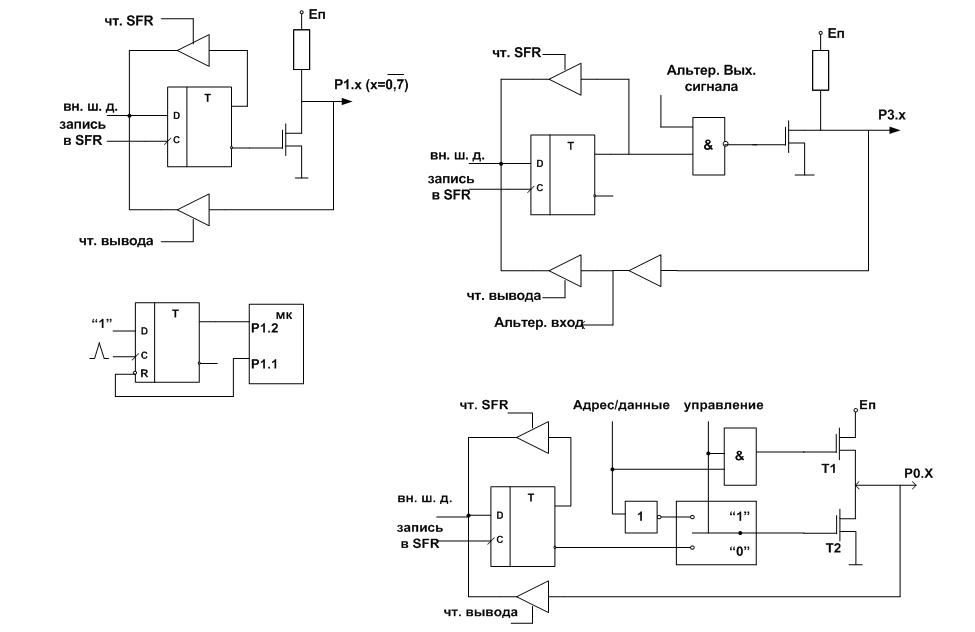 чт. SFR
Еп
Р1.х (х=0,7)
вн. ш. д.
запись
в SFR
D
C
T
чт. вывода
чт. SFR
Альтер. Вых.
сигнала
Еп
P3.x
&
вн. ш. д.
запись
в SFR
D
C
T
чт. вывода
Альтер. вход
“1”
D
C
R
T
мк
P1.2
P1.1
чт. SFR
Адрес/данные
управление
Еп
&
T1
P0.X
вн. ш. д.
запись
в SFR
D
C
T
1
“1”
“0”
T2
чт. вывода